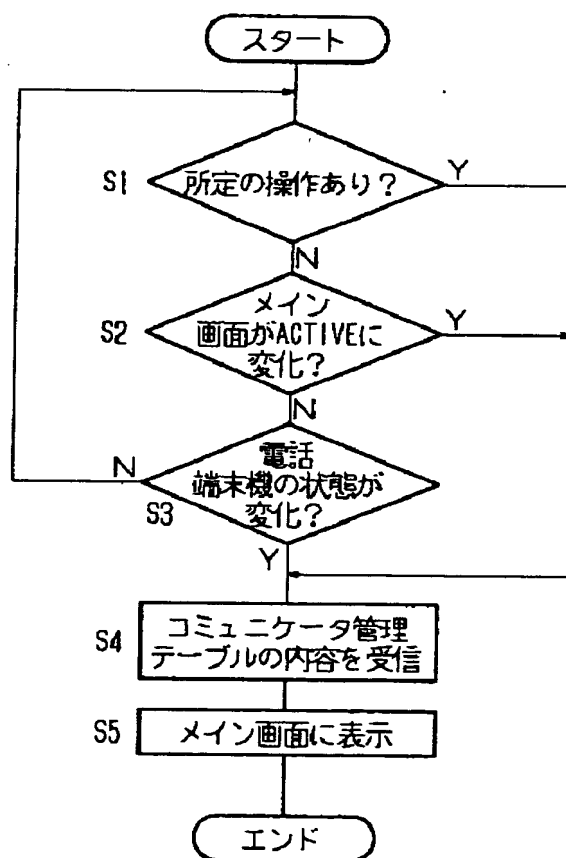 スタート
S1
所定の操作あり？
Y
N
S2
メイン
画面がACTIVEに
変化？
Y
N
N
S3
電話
端末機の状態が
変化？
Y
S4
コミュニケータ管理
テーブルの内容を受信
S5
メイン画面に表示
エンド